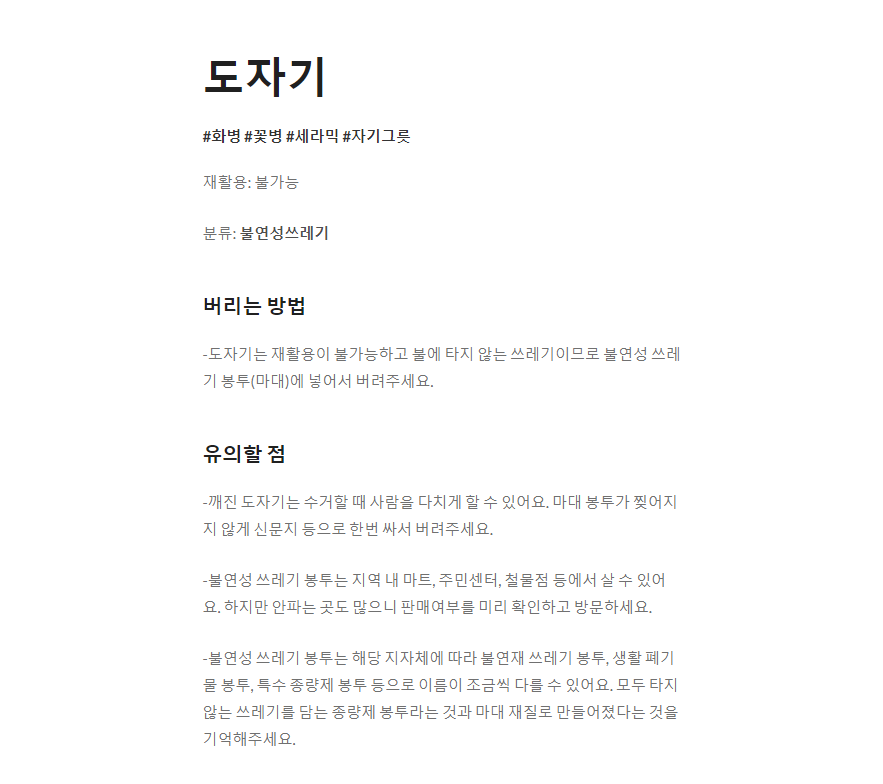 도자기
#화병 #꽃병 #세라믹 #자기그릇
재활용: 불가능
분류: 불연성쓰레기
버리는 방법
-도자기는 재활용이 불가능하고 불에 타지 않는 쓰레기이므로 불연성 쓰레
기 봉투(마대)에 넣어서 버려주세요.
유의할 점
-깨진 도자기는 수거할 때 사람을 다치게 할 수 있어요. 마대 봉투가 찢어지
지 않게 신문지 등으로 한번 싸서 버려주세요.
-불연성 쓰레기 봉투는 지역 내 마트, 주민센터, 철물점 등에서 살 수 있어
요. 하지만 안파는 곳도 많으니 판매여부를 미리 확인하고 방문하세요.
-불연성 쓰레기 봉투는 해당 지자체에 따라 불연재 쓰레기 봉투, 생활 폐기
물 봉투, 특수 종량제 봉투 등으로 이름이 조금씩 다를 수 있어요. 모두 타지
않는 쓰레기를 담는 종량제 봉투라는 것과 마대 재질로 만들어졌다는 것을
기억해주세요.